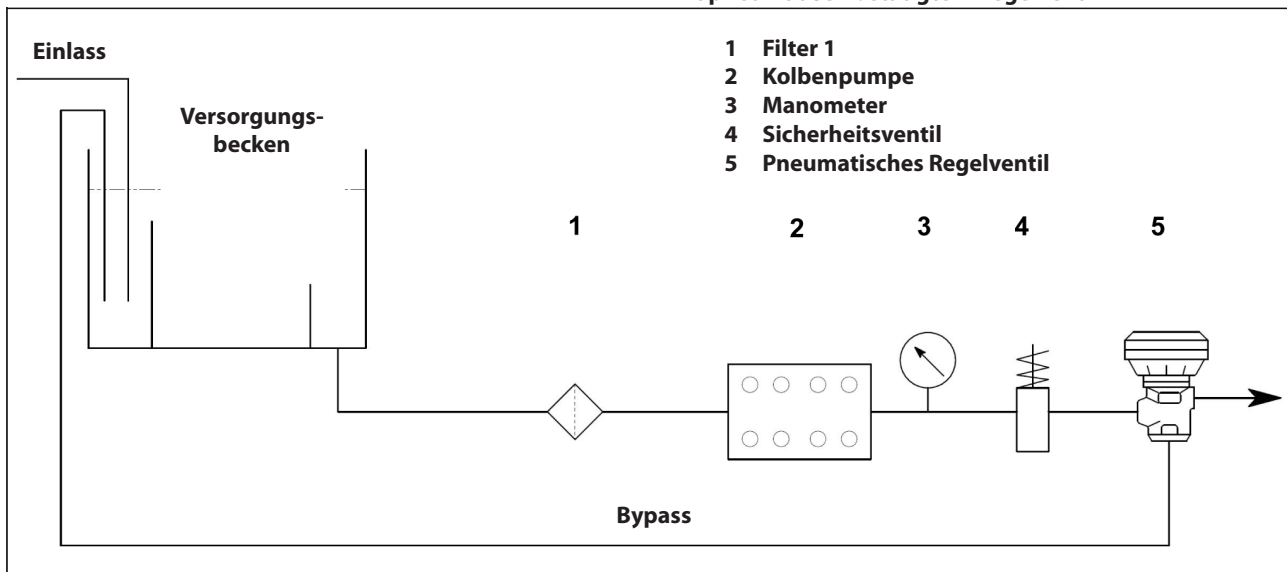 Einlass
Versorgungs-
becken
1 Filter 1
2 Kolbenpumpe
3 Manometer
4 Sicherheitsventil
5 Pneumatisches Regelventil
1 2 3 4 5
Bypass